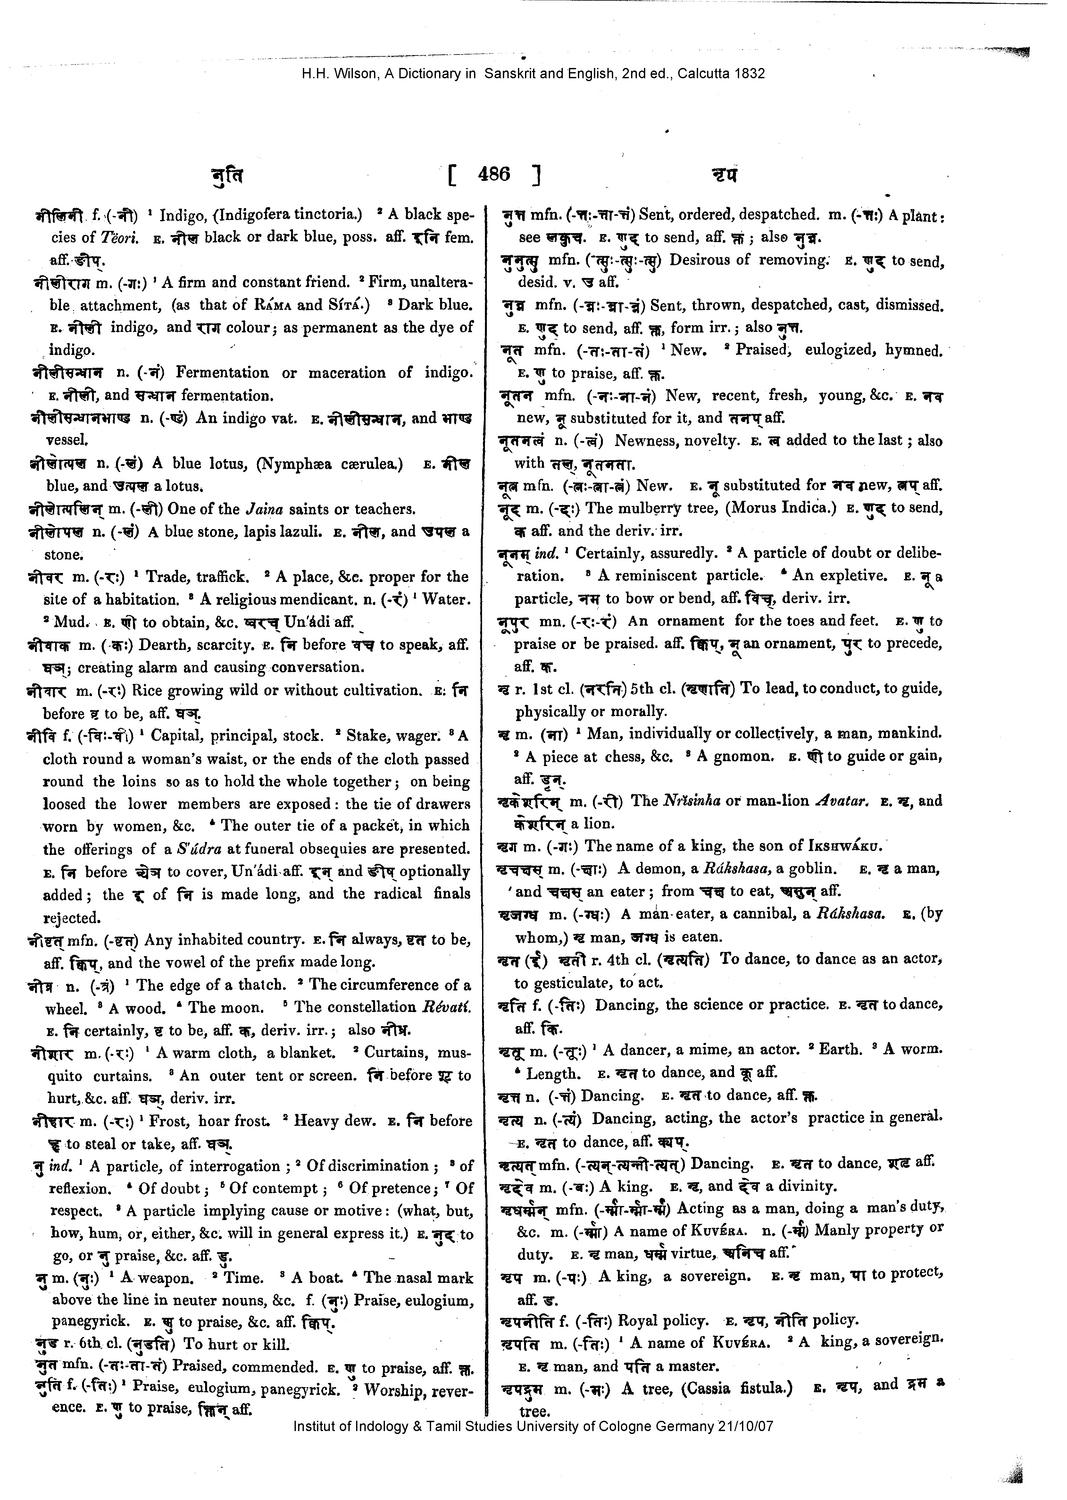 H.H. Wilson, A Dictionary in Sanskrit and English, 2nd ed., Calcutta 1832
नुति
[ 486 ]
नृप
नीलिनी f. (-नी) ¹ Indigo, (Indigofera tinctoria.) ² A black spe-
cies of Tëori. E. नील black or dark blue, poss. aff. इनि fem.
aff. ङीप्.
नीलीराग m. (-गः) ¹ A firm and constant friend. ² Firm, unaltera-
ble attachment, (as that of RÁMA and SÍTÁ.) ³ Dark blue.
E. नीली indigo, and राग colour; as permanent as the dye of
indigo.
नीलीसन्धान n. (-नं) Fermentation or maceration of indigo.
E. नीली, and सन्धान fermentation.
नीलीसन्धानभाण्ड n. (-ण्डं) An indigo vat. E. नीलीसन्धान, and भाण्ड
vessel.
नीलोत्पल n. (-लं) A blue lotus, (Nymphæa cærulea.) E. नील
blue, and उत्पल a lotus.
नीलोत्पलिन् m. (-ली) One of the Jaina saints or teachers.
नीलोपल n. (-लं) A blue stone, lapis lazuli. E. नील, and उपल a
stone.
नीवर m. (-रः) ¹ Trade, traffick. ² A place, &c. proper for the
site of a habitation. ³ A religious mendicant. n. (-रं) ¹ Water.
² Mud. E. णी to obtain, &c. ष्वरच् Un'ádi aff.
नीवाक m. (-कः) Dearth, scarcity. E. नि before वच to speak, aff.
घञ्; creating alarm and causing conversation.
नीवार m. (-रः) Rice growing wild or without cultivation. E. नि
before वृ to be, aff. घञ्.
नीवि f. (-विः-वी) ¹ Capital, principal, stock. ² Stake, wager. ³ A
cloth round a woman's waist, or the ends of the cloth passed
round the loins so as to hold the whole together; on being
loosed the lower members are exposed: the tie of drawers
worn by women, &c. ⁴ The outer tie of a packet, in which
the offerings of a S'údra at funeral obsequies are presented.
E. नि before व्येञ to cover, Un'ádi aff. इन् and ङीष् optionally
added; the इ of नि is made long, and the radical finals
rejected.
नीवृत् mfn. (-वृत्) Any inhabited country. E. नि always, वृत to be,
aff. क्विप्, and the vowel of the prefix made long.
नीव्र n. (-व्रं) ¹ The edge of a thatch. ² The circumference of a
wheel. ³ A wood. ⁴ The moon. ⁵ The constellation Révatí.
E. नि certainly, वृ to be, aff. क, deriv. irr.; also नीभ्र.
नीशार m. (-रः) ¹ A warm cloth, a blanket. ² Curtains, mus-
quito curtains. ³ An outer tent or screen. नि before शॄ to
hurt, &c. aff. घञ्, deriv. irr.
नीहार m. (-रः) ¹ Frost, hoar frost. ² Heavy dew. E. नि before
हृ to steal or take, aff. घञ्.
नु ind. ¹ A particle, of interrogation; ² Of discrimination; ³ of
reflexion. ⁴ Of doubt; ⁵ Of contempt; ⁶ Of pretence; ⁷ Of
respect. ⁸ A particle implying cause or motive: (what, but,
how, hum, or, either, &c. will in general express it.) E. नुद् to
go, or नु praise, &c. aff. डु.
नु m. (नुः) ¹ A weapon. ² Time. ³ A boat. ⁴ The nasal mark
above the line in neuter nouns, &c. f. (नुः) Praise, eulogium,
panegyrick. E. णु to praise, &c. aff. क्विप्.
नुड r. 6th cl. (नुडति) To hurt or kill.
नुत mfn. (-तः-ता-तं) Praised, commended. E. णु to praise, aff. क्त.
नुति f. (-तिः) ¹ Praise, eulogium, panegyrick. ² Worship, rever-
ence. E. णु to praise, क्तिन् aff.
नुत्त mfn. (-त्तः-त्ता-त्तं) Sent, ordered, despatched. m. (-त्तः) A plant:
see लकुच. E. णुद् to send, aff. क्त; also नुन्न.
नुनुत्सु mfn. (-त्सुः-त्सुः-त्सु) Desirous of removing. E. णुद् to send,
desid. v. उ aff.
नुन्न mfn. (-न्नः-न्ना-न्नं) Sent, thrown, despatched, cast, dismissed.
E. णुद् to send, aff. क्त, form irr.; also नुत्त.
नूत mfn. (-तः-ता-तं) ¹ New. ² Praised, eulogized, hymned.
E. णु to praise, aff. क्त.
नूतन mfn. (-नः-ना-नं) New, recent, fresh, young, &c. E. नव
new, नू substituted for it, and तनप् aff.
नूतनत्वं n. (-त्वं) Newness, novelty. E. त्व added to the last; also
with तल्, नूतनता.
नूत्न mfn. (-त्नः-त्ना-त्नं) New. E. नू substituted for नव new, त्नप् aff.
नूद m. (-दः) The mulberry tree, (Morus Indica.) E. णुद् to send,
क aff. and the deriv. irr.
नूनम् ind. ¹ Certainly, assuredly. ² A particle of doubt or delibe-
ration. ³ A reminiscent particle. ⁴ An expletive. E. नू a
particle, नम to bow or bend, aff. विच्, deriv. irr.
नूपुर mn. (-रः-रं) An ornament for the toes and feet. E. णु to
praise or be praised. aff. क्विप्, नू an ornament, पुर to precede,
aff. क.
नृ r. 1st cl. (नरति) 5th cl. (नृणाति) To lead, to conduct, to guide,
physically or morally.
नृ m. (ना) ¹ Man, individually or collectively, a man, mankind.
² A piece at chess, &c. ³ A gnomon. E. णी to guide or gain,
aff. डृन्.
नृकेशरिन् m. (-री) The Nrĭsinha or man-lion Avatar. E. नृ, and
केशरिन् a lion.
नृग m. (-गः) The name of a king, the son of IKSHWÁKU.
नृचक्षस् m. (-क्षाः) A demon, a Rákshasa, a goblin. E. नृ a man,
and चक्षस् an eater; from चक्ष to eat, असुन् aff.
नृजग्ध m. (-ग्धः) A man-eater, a cannibal, a Rákshasa. E. (by
whom,) नृ man, जग्ध is eaten.
नृत (ई) नृती r. 4th cl. (नृत्यति) To dance, to dance as an actor,
to gesticulate, to act.
नृति f. (-तिः) Dancing, the science or practice. E. नृत to dance,
aff. कि.
नृतू m. (-तूः) ¹ A dancer, a mime, an actor. ² Earth. ³ A worm.
⁴ Length. E. नृत to dance, and कू aff.
नृत्त n. (-त्तं) Dancing. E. नृत to dance, aff. क्त.
नृत्य n. (-त्यं) Dancing, acting, the actor's practice in general.
E. नृत to dance, aff. क्यप्.
नृत्यत् mfn. (-त्यन्-त्यन्ती-त्यत्) Dancing. E. नृत to dance, शतृ aff.
नृदेव m. (-वः) A king. E. नृ, and देव a divinity.
नृधर्म्मन् mfn. (-र्म्मा-र्म्मा-र्म्म) Acting as a man, doing a man's duty,
&c. m. (-र्म्मा) A name of KUVÉRA. n. (-र्म्म) Manly property or
duty. E. नृ man, धर्म्म virtue, अनिच aff.
नृप m. (-पः) A king, a sovereign. E. नृ man, पा to protect,
aff. ड.
नृपनीति f. (-तिः) Royal policy. E. नृप, नीति policy.
नृपति m. (-तिः) ¹ A name of KUVÉRA. ² A king, a sovereign.
E. नृ man, and पति a master.
नृपद्रुम m. (-मः) A tree, (Cassia fistula.) E. नृप, and द्रुम a
tree.
Institut of Indology & Tamil Studies University of Cologne Germany 21/10/07